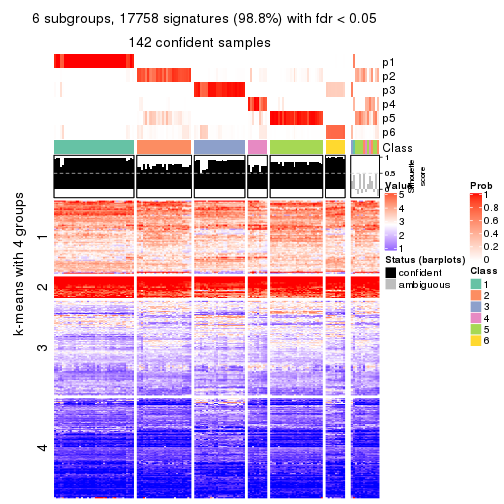 6 subgroups, 17758 signatures (98.8%) with fdr < 0.05
142 confident samples
p1
p2
p3
p4
p5
p6
Class
1
0.5
0
Silhouette
score
k-means with 4 groups
1
2
3
4
Value
5
4
3
2
1
Status (barplots)
confident
ambiguous
Prob
1
0.8
0.6
0.4
0.2
0
Class
1
2
3
4
5
6